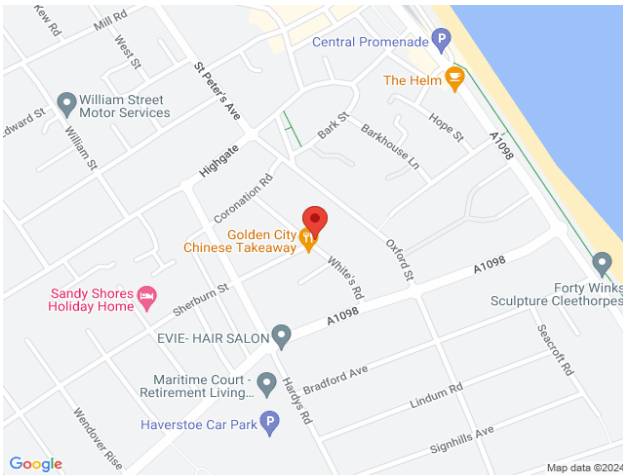 Kew Rd
Mill Rd
West St
Central Promenade
P
The Helm
William Street
Motor Services
Edward St
William St
St Peter's Ave
Bark St
Barkhouse Ln
Hope St
A1098
Highgate
Coronation Rd
Golden City
Chinese Takeaway
Oxford St
White's Rd
A1098
Sandy Shores
Holiday Home
Sherburn St
Forty Winks
Sculpture Cleethorpes
A1098
EVIE- HAIR SALON
Seacroft Rd
Maritime Court -
Retirement Living...
Hardys Rd
Bradford Ave
Lindum Rd
Haverstoe Car Park
P
Wendover Rise
Signhills Ave
Google
Map data ©2024